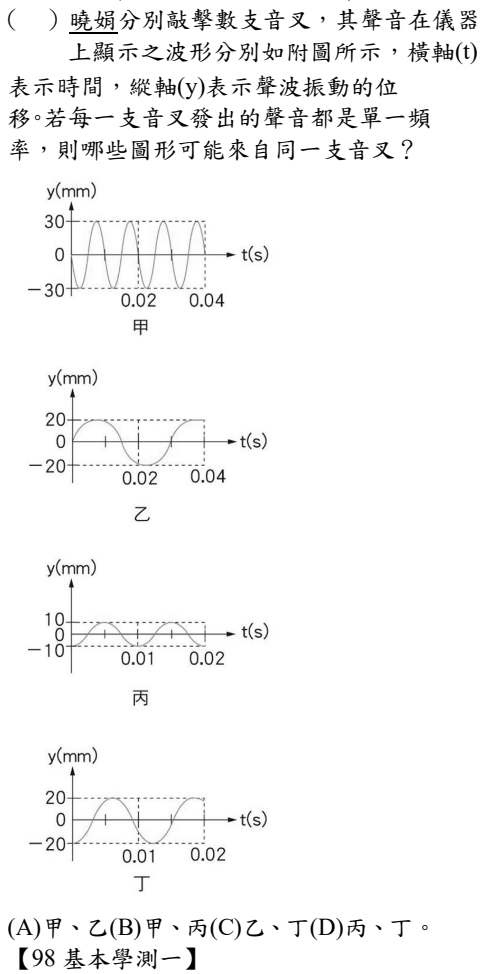 (　)曉娟分別敲擊數支音叉，其聲音在儀器
上顯示之波形分別如附圖所示，橫軸(t)
表示時間，縱軸(y)表示聲波振動的位
移。若每一支音叉發出的聲音都是單一頻
率，則哪些圖形可能來自同一支音叉？
y(mm)
30
0
t(s)
−30
0.02 0.04
甲
y(mm)
20
0
t(s)
−20
0.02 0.04
乙
y(mm)
10
0
t(s)
−10
0.01 0.02
丙
y(mm)
20
0
t(s)
−20
0.01 0.02
丁
(A)甲、乙(B)甲、丙(C)乙、丁(D)丙、丁。
【98 基本學測一】